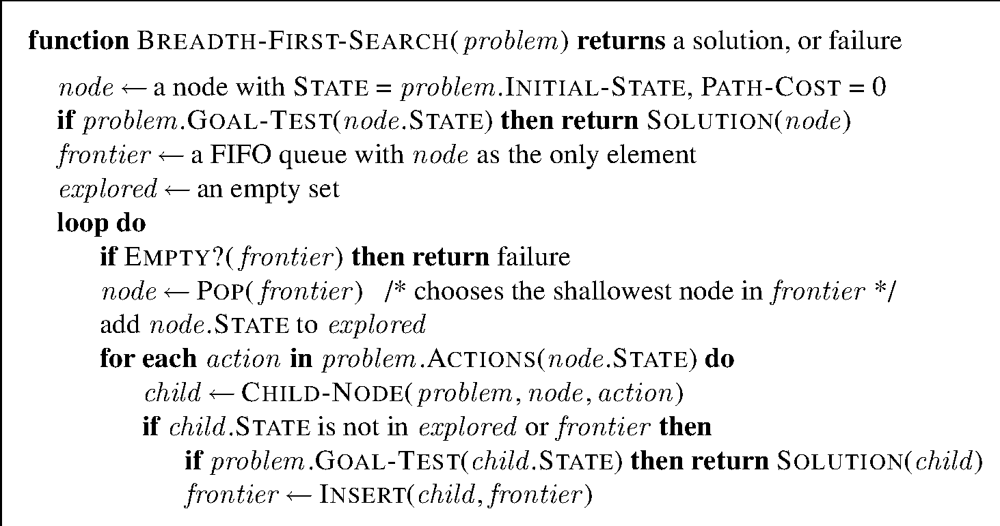 function BREADTH-FIRST-SEARCH(problem) returns a solution, or failure
node ← a node with STATE = problem.INITIAL-STATE, PATH-COST = 0
if problem.GOAL-TEST(node.STATE) then return SOLUTION(node)
frontier ← a FIFO queue with node as the only element
explored ← an empty set
loop do
if EMPTY?(frontier) then return failure
node ← POP(frontier) /* chooses the shallowest node in frontier */
add node.STATE to explored
for each action in problem.ACTIONS(node.STATE) do
child ← CHILD-NODE(problem, node, action)
if child.STATE is not in explored or frontier then
if problem.GOAL-TEST(child.STATE) then return SOLUTION(child)
frontier ← INSERT(child, frontier)